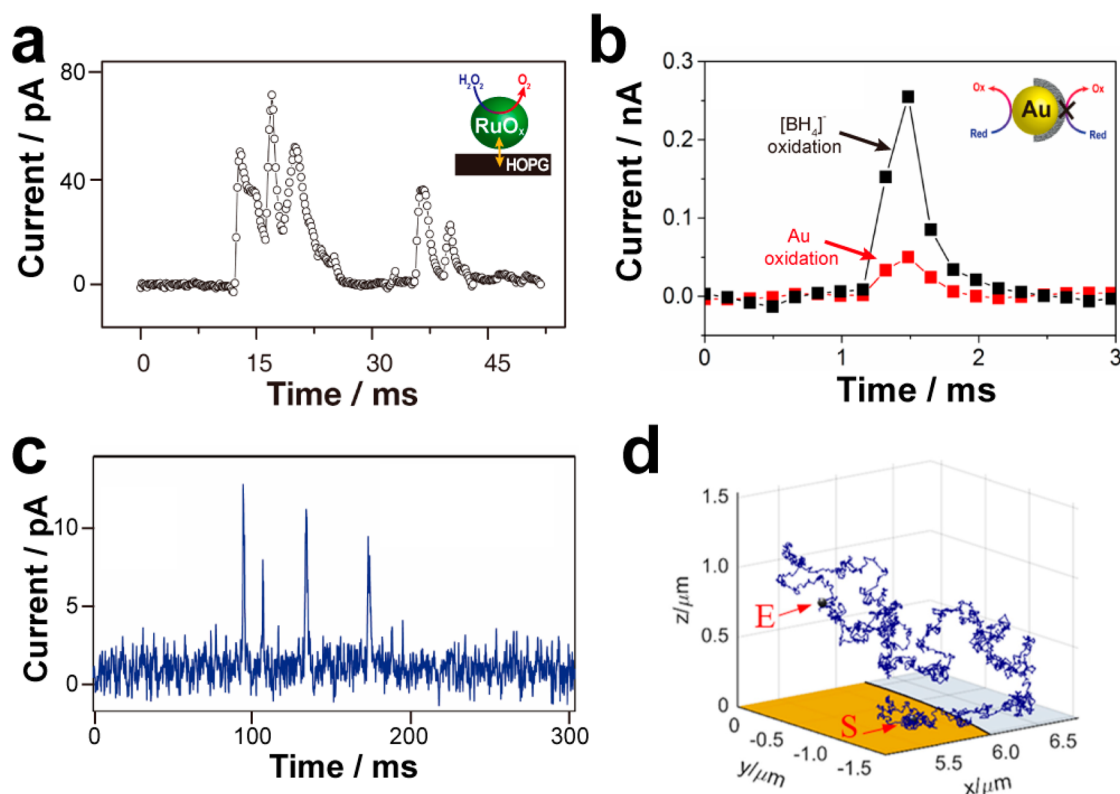 a
Current / pA
80
40
0
0
15
30
45
Time / ms
H₂O₂
O₂
RuOₓ
HOPG
b
Current / nA
0.3
0.2
0.1
0.0
0
1
2
3
Time / ms
[BH₄]⁻
oxidation
Au
oxidation
Ox
Au
X
Ox
Red
Red
c
Current / pA
10
5
0
0
100
200
300
Time / ms
d
z/μm
1.5
1.0
0.5
0
E
S
0
-0.5
-1.0
-1.5
y/μm
5.5
6.0
6.5
x/μm